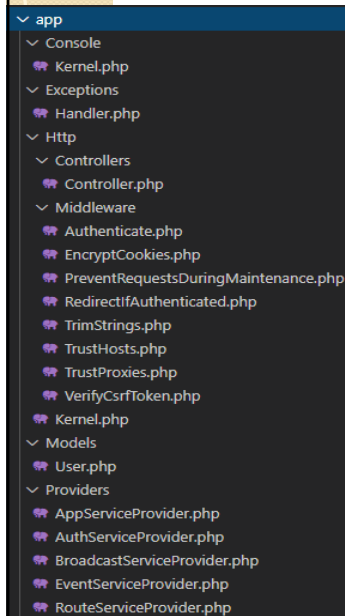 app
Console
Kernel.php
Exceptions
Handler.php
Http
Controllers
Controller.php
Middleware
Authenticate.php
EncryptCookies.php
PreventRequestsDuringMaintenance.php
RedirectIfAuthenticated.php
TrimStrings.php
TrustHosts.php
TrustProxies.php
VerifyCsrfToken.php
Kernel.php
Models
User.php
Providers
AppServiceProvider.php
AuthServiceProvider.php
BroadcastServiceProvider.php
EventServiceProvider.php
RouteServiceProvider.php